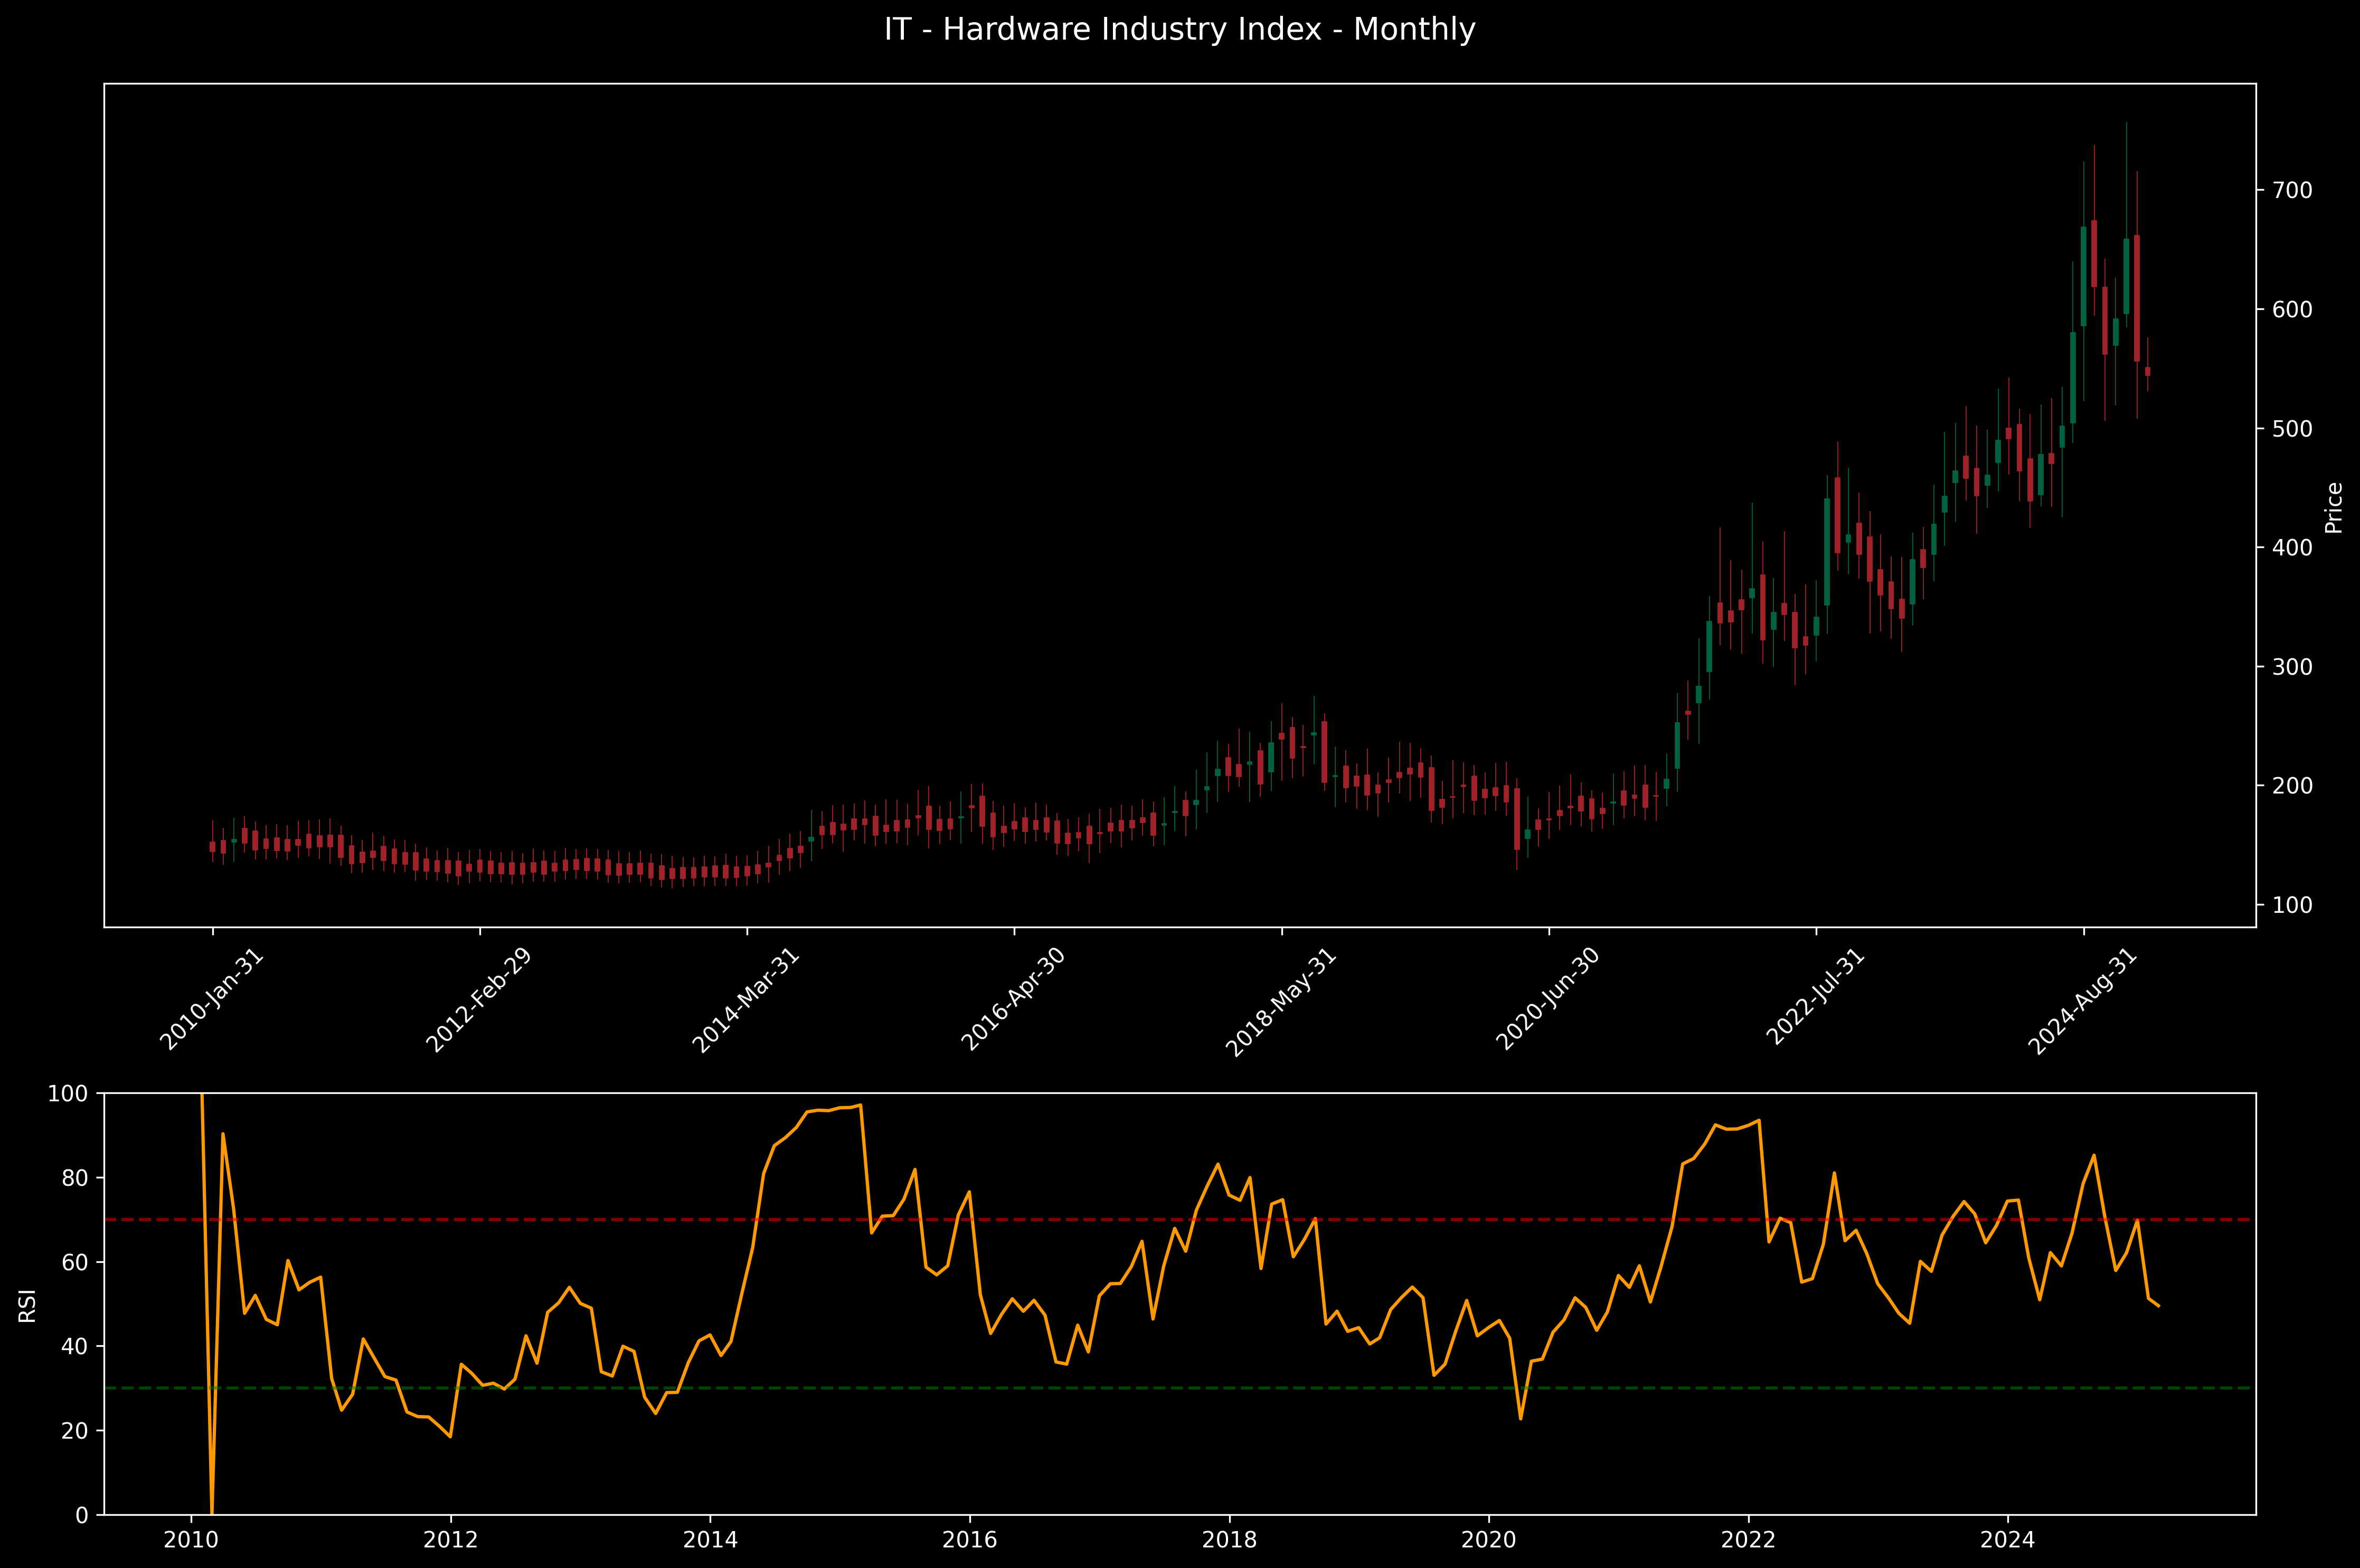 IT - Hardware Industry Index - Monthly
700
600
500
400
300
200
100
Price
2010-Jan-31
2012-Feb-29
2014-Mar-31
2016-Apr-30
2018-May-31
2020-Jun-30
2022-Jul-31
2024-Aug-31
100
80
60
40
20
0
RSI
2010
2012
2014
2016
2018
2020
2022
2024